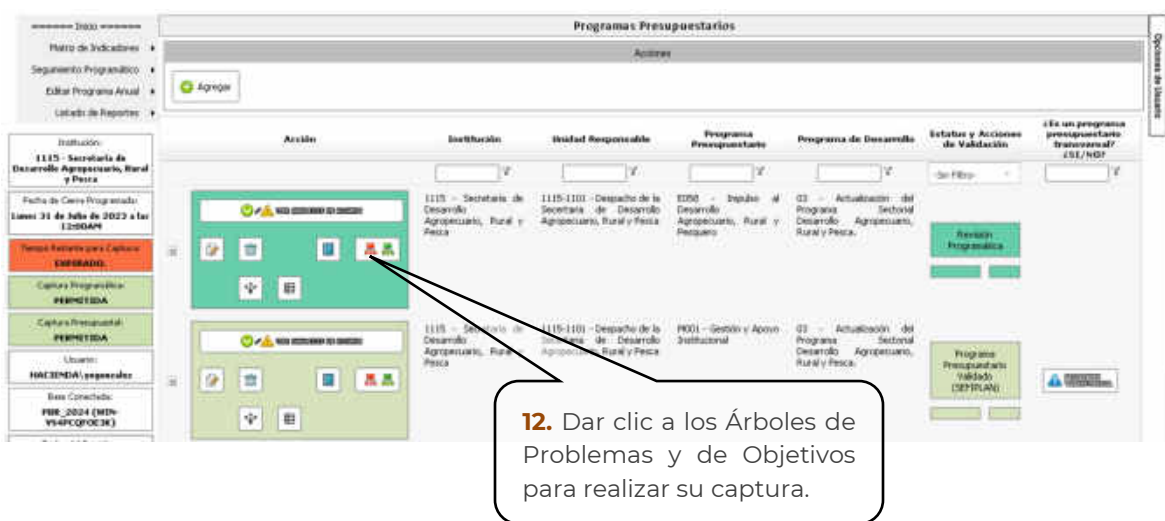 Inicio
Programas Presupuestarios
Matriz de Indicadores
Acciones
Seguimiento Programático
Editar Programa Anual
Agregar
Listado de Reportes
Opciones de Usuario
Acción
Institución
Unidad Responsable
Programa Presupuestario
Programa de Desarrollo
Estatus y Acciones de Validación
¿Es un programa presupuestario transversal? ¿SI/NO?
Institución:
1115 - Secretaría de
Desarrollo Agropecuario, Rural
y Pesca
Fecha de Cierre Programada:
Lunes 31 de Julio de 2023 a las
12:00AM
Tiempo Restante para Captura:
EXPIRADO.
Captura Programática:
PERMITIDA
Captura Presupuestal:
PERMITIDA
Usuario:
Base Conectada:
-Sin Filtro-
1115 - Secretaría de
Desarrollo
Agropecuario, Rural y
Pesca
1115-1101 - Despacho de la
Secretaría de Desarrollo
Agropecuario, Rural y Pesca
E058 - Impulso al
Desarrollo
Agropecuario, Rural y
Pesquero
03 - Actualización del
Programa Sectorial
Desarrollo Agropecuario,
Rural y Pesca.
Revisión
Programática
1115 - Secretaría de
Desarrollo
Agropecuario, Rural y
Pesca
1115-1101 - Despacho de la
Secretaría de Desarrollo
Agropecuario, Rural y Pesca
M001 - Gestión y Apoyo
Institucional
03 - Actualización del
Programa Sectorial
Desarrollo Agropecuario,
Rural y Pesca.
Programa
Presupuestario
Validado
(SEFIPLAN)
12. Dar clic a los Árboles de
Problemas y de Objetivos
para realizar su captura.